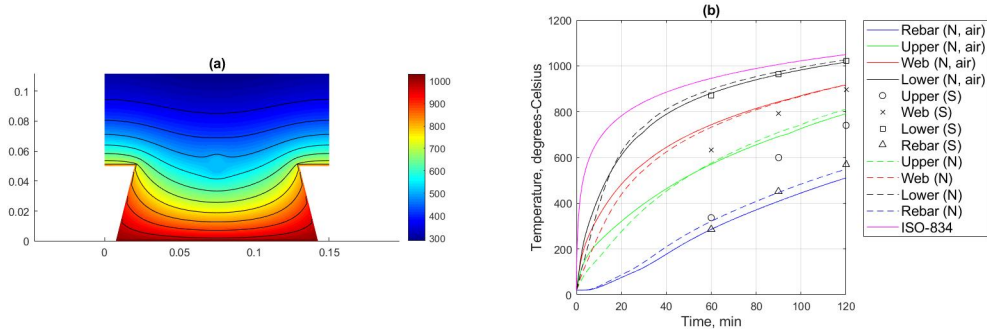 (a)
0.1
0.08
0.06
0.04
0.02
0
0
0.05
0.1
0.15
1000
900
800
700
600
500
400
300
(b)
1200
1000
800
600
400
200
0
0
20
40
60
80
100
120
Temperature, degrees-Celsius
Time, min
Rebar (N, air)
Upper (N, air)
Web (N, air)
Lower (N, air)
Upper (S)
Web (S)
Lower (S)
Rebar (S)
Upper (N)
Web (N)
Lower (N)
Rebar (N)
ISO-834